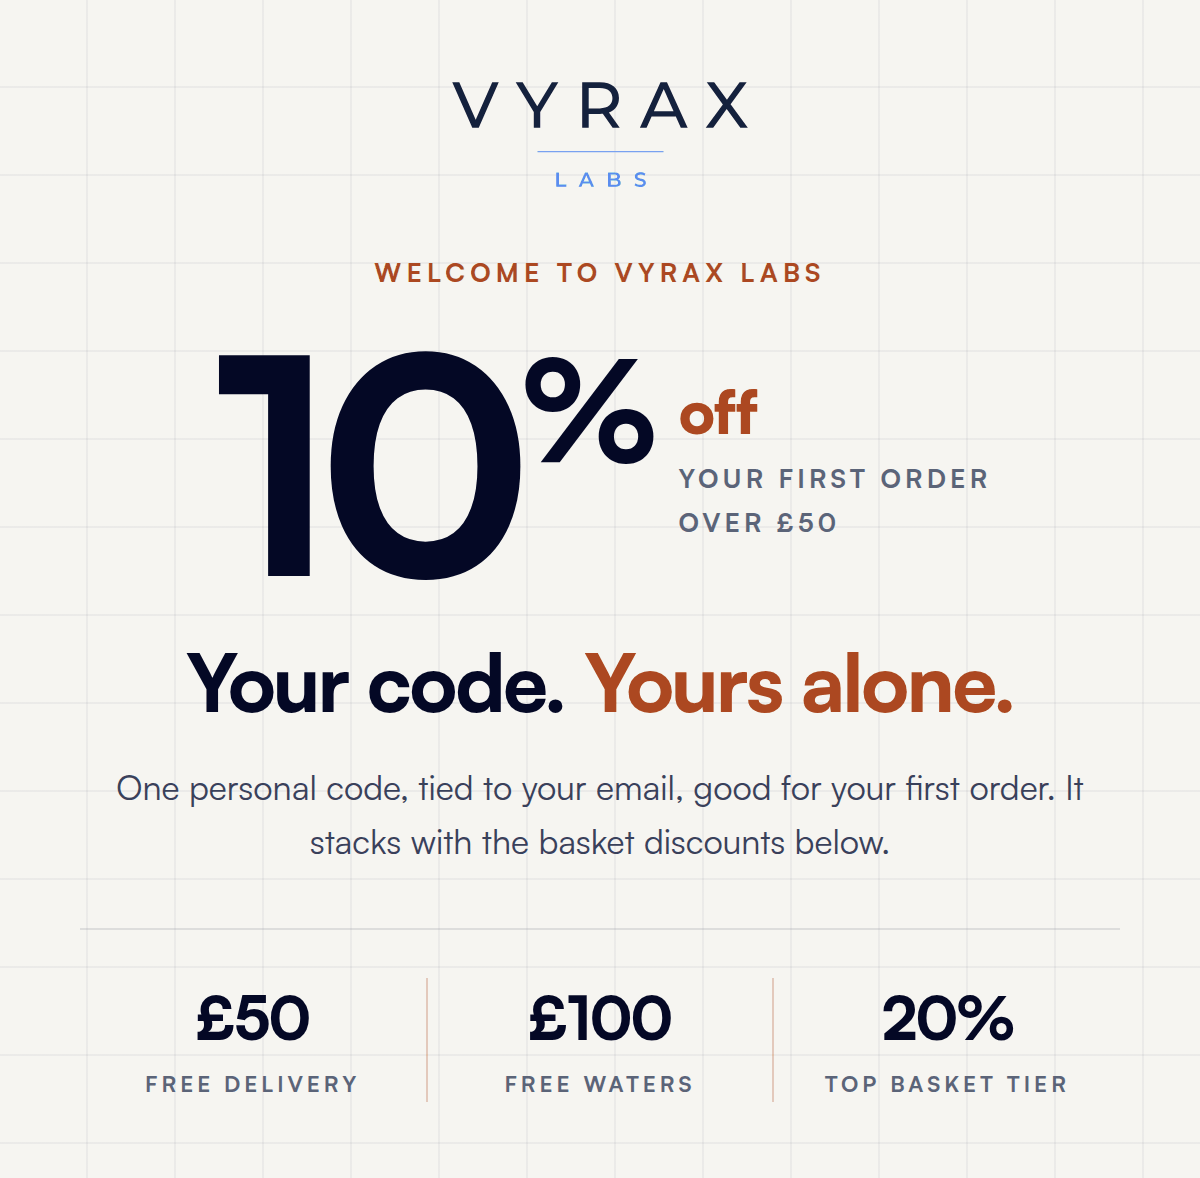 VYRAX
LABS
WELCOME TO VYRAX LABS
10% off
YOUR FIRST ORDER
OVER £50
Your code. Yours alone.
One personal code, tied to your email, good for your first order. It
stacks with the basket discounts below.
£50
FREE DELIVERY
£100
FREE WATERS
20%
TOP BASKET TIER